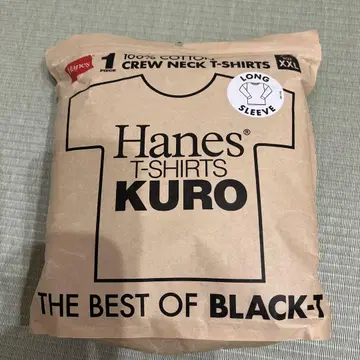 Hanes
1
PIECE
100% COTTON
CREW NECK T-SHIRTS
XXL
LONG
SLEEVE
Hanes®
T-SHIRTS
KURO
THE BEST OF BLACK-T